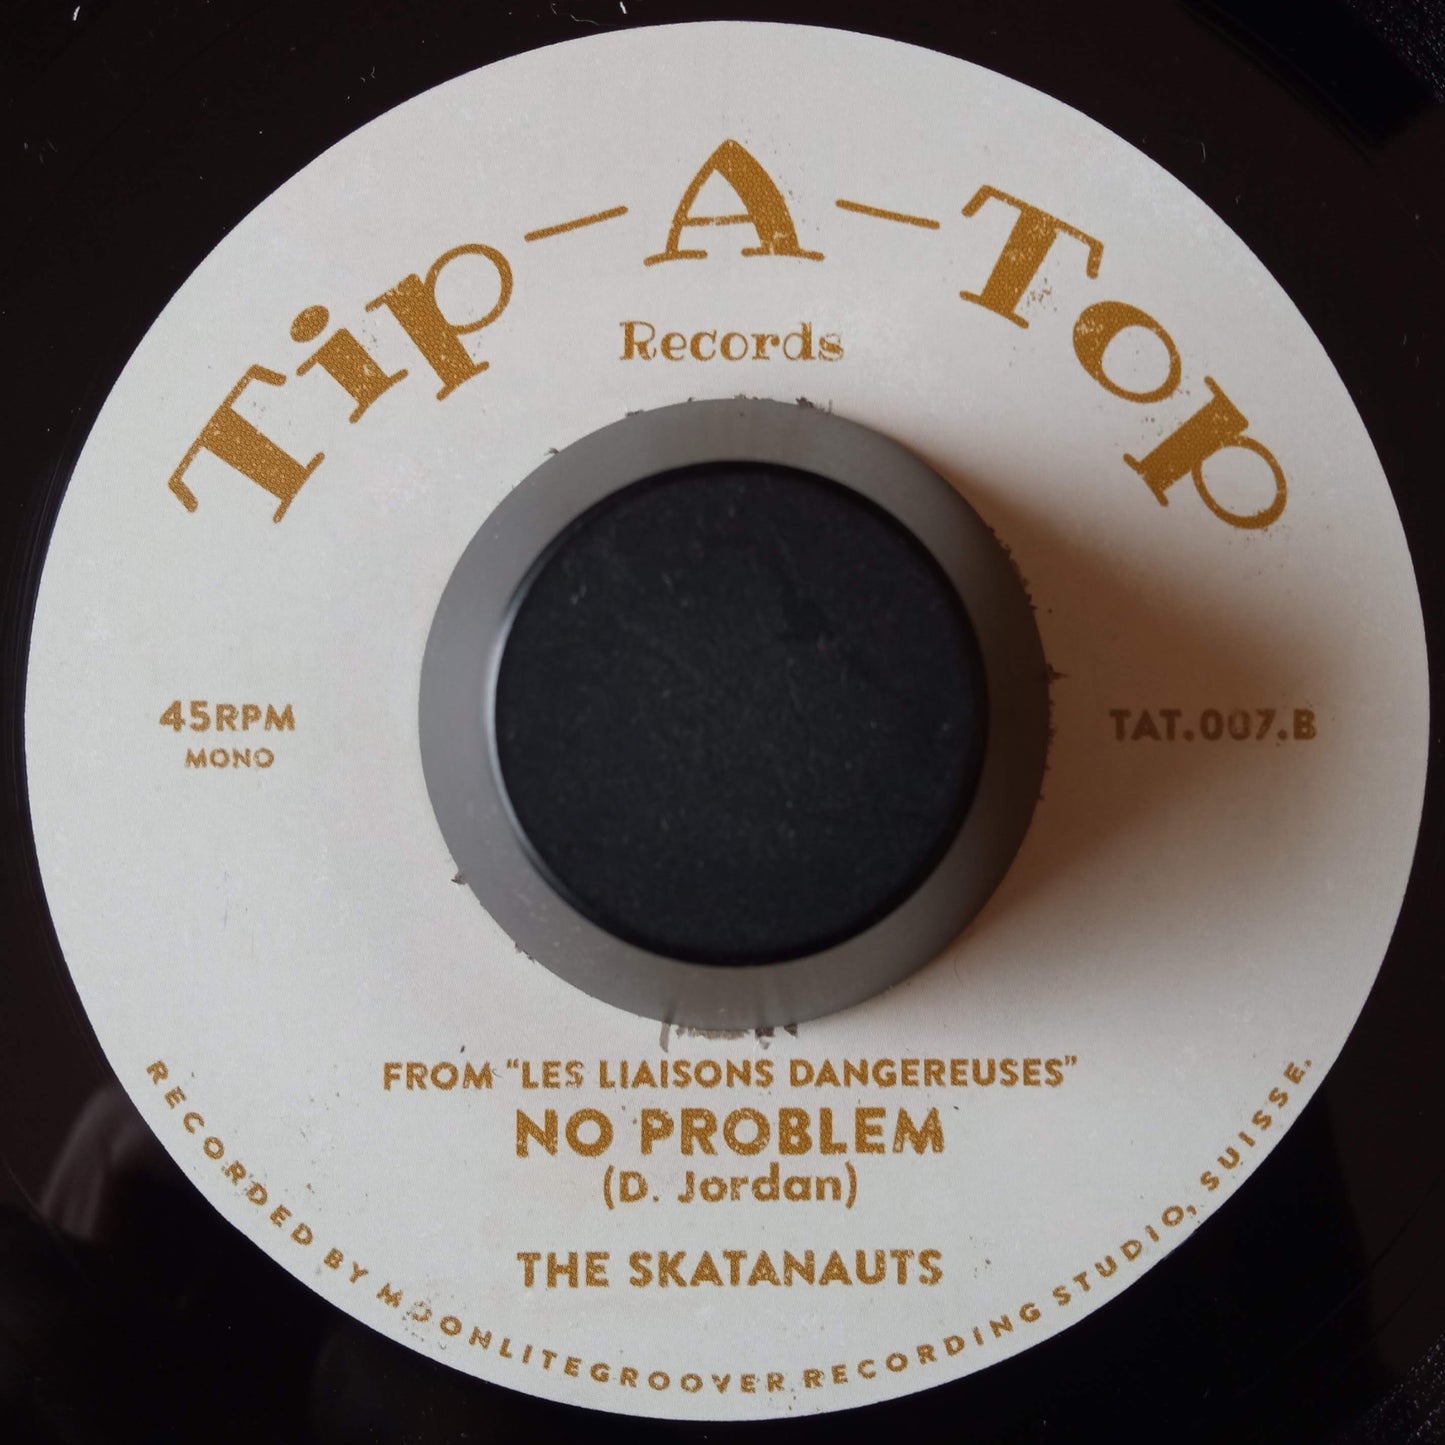 Tip-A-Top
Records
45RPM
MONO
TAT.007.B
FROM “LES LIAISONS DANGEREUSES”
NO PROBLEM
(D. Jordan)
THE SKATANAUTS
RECORDED BY MOONLITEGROOVER RECORDING STUDIO, SUISSE.